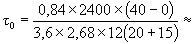 τ₀ = 0,84×2400×(40−0) / 3,6×2,68×12(20+15) ≈